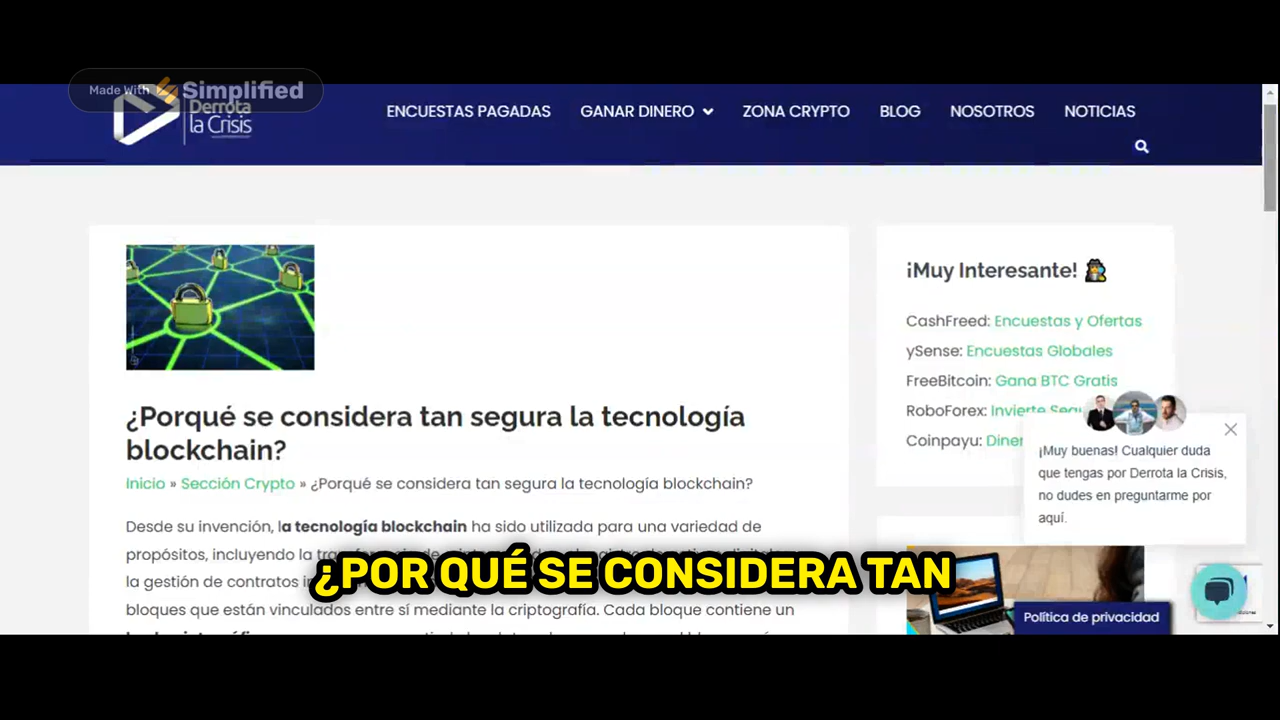 Made With Simplified
Derrota
la Crisis
ENCUESTAS PAGADAS
GANAR DINERO
ZONA CRYPTO
BLOG
NOSOTROS
NOTICIAS
¿Porqué se considera tan segura la tecnología
blockchain?
Inicio » Sección Crypto » ¿Porqué se considera tan segura la tecnología blockchain?
Desde su invención, la tecnología blockchain ha sido utilizada para una variedad de
propósitos, incluyendo la
la gestión de contratos
bloques que están vinculados entre sí mediante la criptografía. Cada bloque contiene un
¿POR QUÉ SE CONSIDERA TAN
¡Muy Interesante!
CashFreed: Encuestas y Ofertas
ySense: Encuestas Globales
FreeBitcoin: Gana BTC Gratis
RoboForex: Invierte
Coinpayu:
¡Muy buenas! Cualquier duda
que tengas por Derrota la Crisis,
no dudes en preguntarme por
aquí.
Política de privacidad